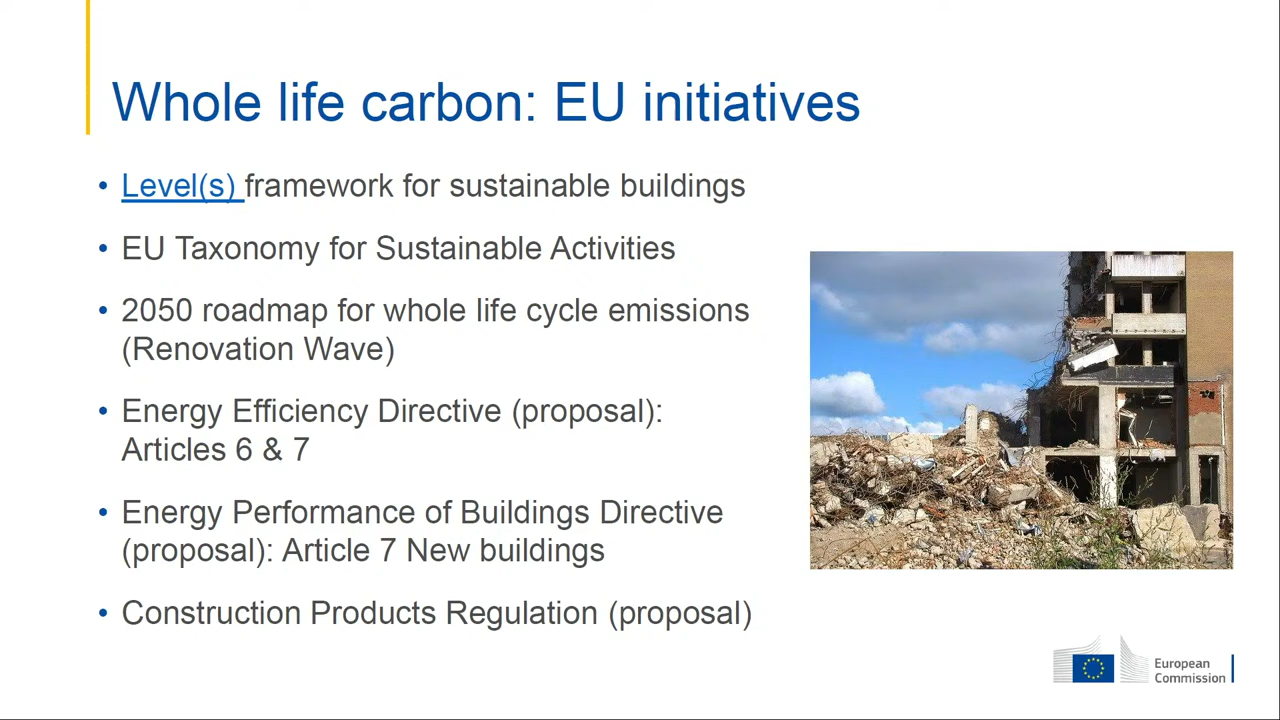 Whole life carbon: EU initiatives
• Level(s) framework for sustainable buildings
• EU Taxonomy for Sustainable Activities
• 2050 roadmap for whole life cycle emissions
(Renovation Wave)
• Energy Efficiency Directive (proposal):
Articles 6 & 7
• Energy Performance of Buildings Directive
(proposal): Article 7 New buildings
• Construction Products Regulation (proposal)
European
Commission